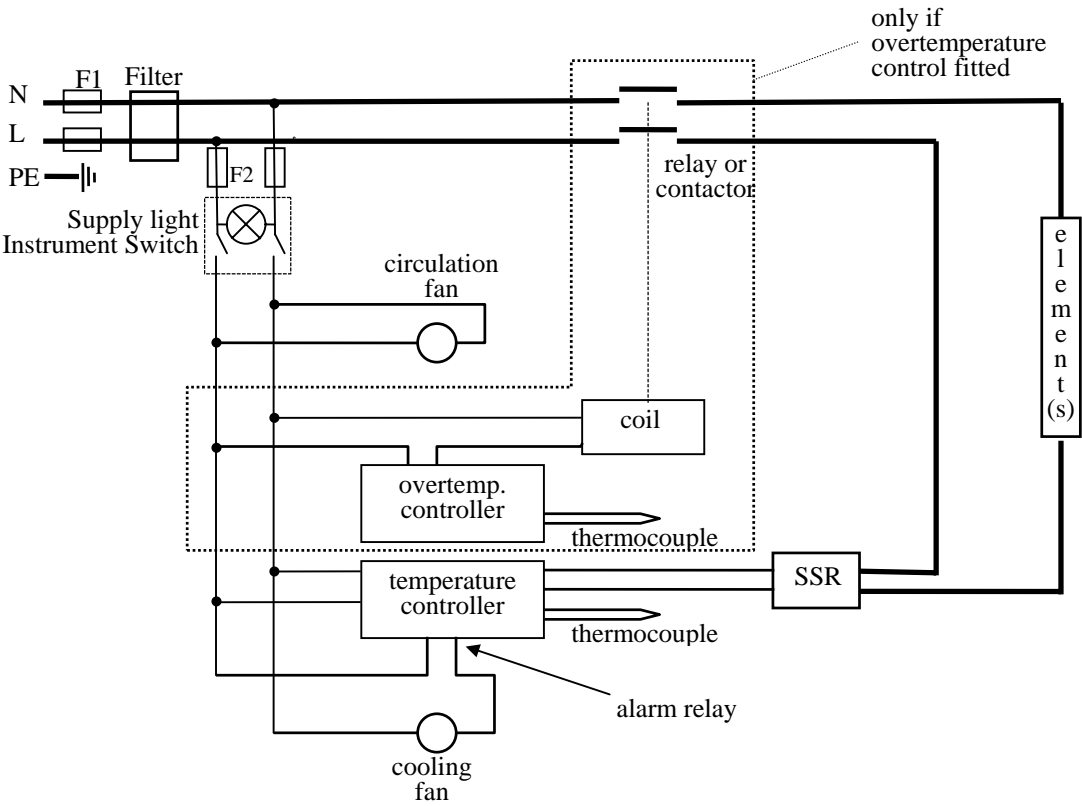 only if
overtemperature
control fitted
F1
Filter
N
L
PE
F2
relay or
contactor
Supply light
Instrument Switch
circulation
fan
element(s)
coil
overtemp.
controller
thermocouple
temperature
controller
SSR
thermocouple
alarm relay
cooling
fan